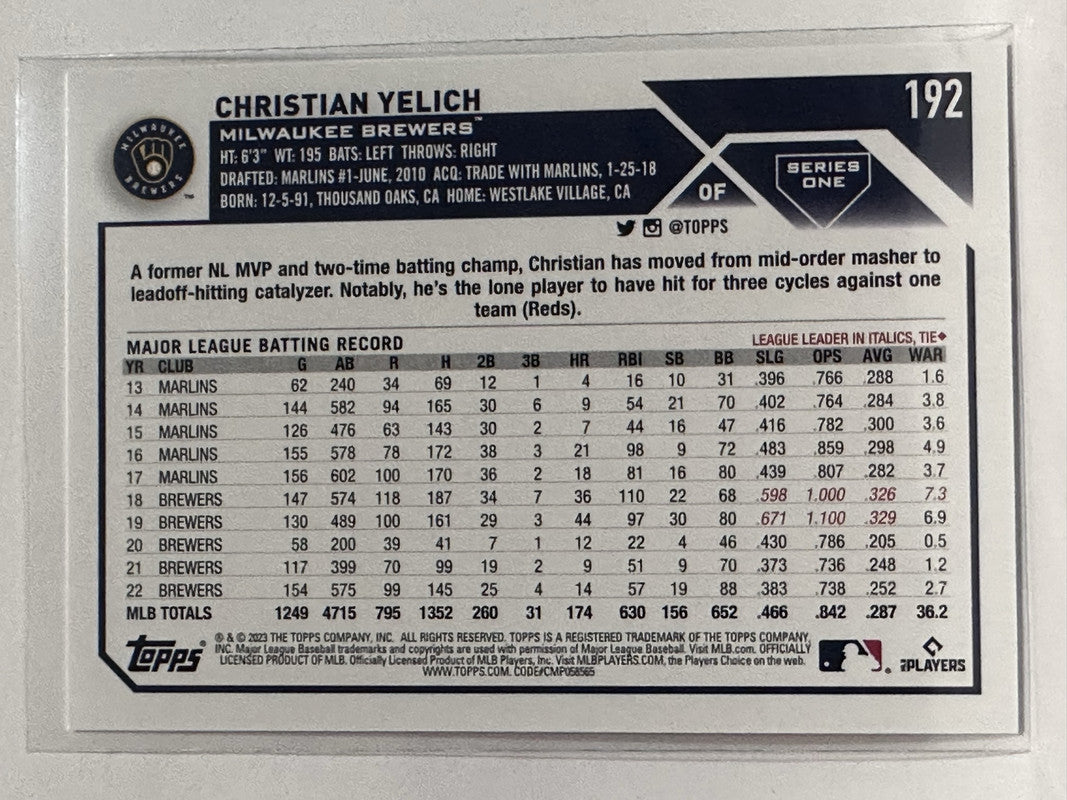 192
CHRISTIAN YELICH
MILWAUKEE BREWERS™
HT: 6'3" WT: 195 BATS: LEFT THROWS: RIGHT
DRAFTED: MARLINS #1-JUNE, 2010 ACQ: TRADE WITH MARLINS, 1-25-18
BORN: 12-5-91, THOUSAND OAKS, CA HOME: WESTLAKE VILLAGE, CA
MILWAUKEE BREWERS ™
OF
SERIES
ONE
@TOPPS
A former NL MVP and two-time batting champ, Christian has moved from mid-order masher to
leadoff-hitting catalyzer. Notably, he's the lone player to have hit for three cycles against one
team (Reds).
MAJOR LEAGUE BATTING RECORD LEAGUE LEADER IN ITALICS, TIE◆
YR CLUB G AB R H 2B 3B HR RBI SB BB SLG OPS AVG WAR
13 MARLINS 62 240 34 69 12 1 4 16 10 31 .396 .766 .288 1.6
14 MARLINS 144 582 94 165 30 6 9 54 21 70 .402 .764 .284 3.8
15 MARLINS 126 476 63 143 30 2 7 44 16 47 .416 .782 .300 3.6
16 MARLINS 155 578 78 172 38 3 21 98 9 72 .483 .859 .298 4.9
17 MARLINS 156 602 100 170 36 2 18 81 16 80 .439 .807 .282 3.7
18 BREWERS 147 574 118 187 34 7 36 110 22 68 .598 1.000 .326 7.3
19 BREWERS 130 489 100 161 29 3 44 97 30 80 .671 1.100 .329 6.9
20 BREWERS 58 200 39 41 7 1 12 22 4 46 .430 .786 .205 0.5
21 BREWERS 117 399 70 99 19 2 9 51 9 70 .373 .736 .248 1.2
22 BREWERS 154 575 99 145 25 4 14 57 19 88 .383 .738 .252 2.7
MLB TOTALS 1249 4715 795 1352 260 31 174 630 156 652 .466 .842 .287 36.2
Topps®
® & © 2023 THE TOPPS COMPANY, INC. ALL RIGHTS RESERVED. TOPPS IS A REGISTERED TRADEMARK OF THE TOPPS COMPANY,
INC. Major League Baseball trademarks and copyrights are used with permission of Major League Baseball. Visit MLB.com. OFFICIALLY
LICENSED PRODUCT OF MLB. Officially Licensed Product of MLB Players, Inc. Visit MLBPLAYERS.COM, the Players Choice on the web.
WWW.TOPPS.COM. CODE#CMP058565
PLAYERS